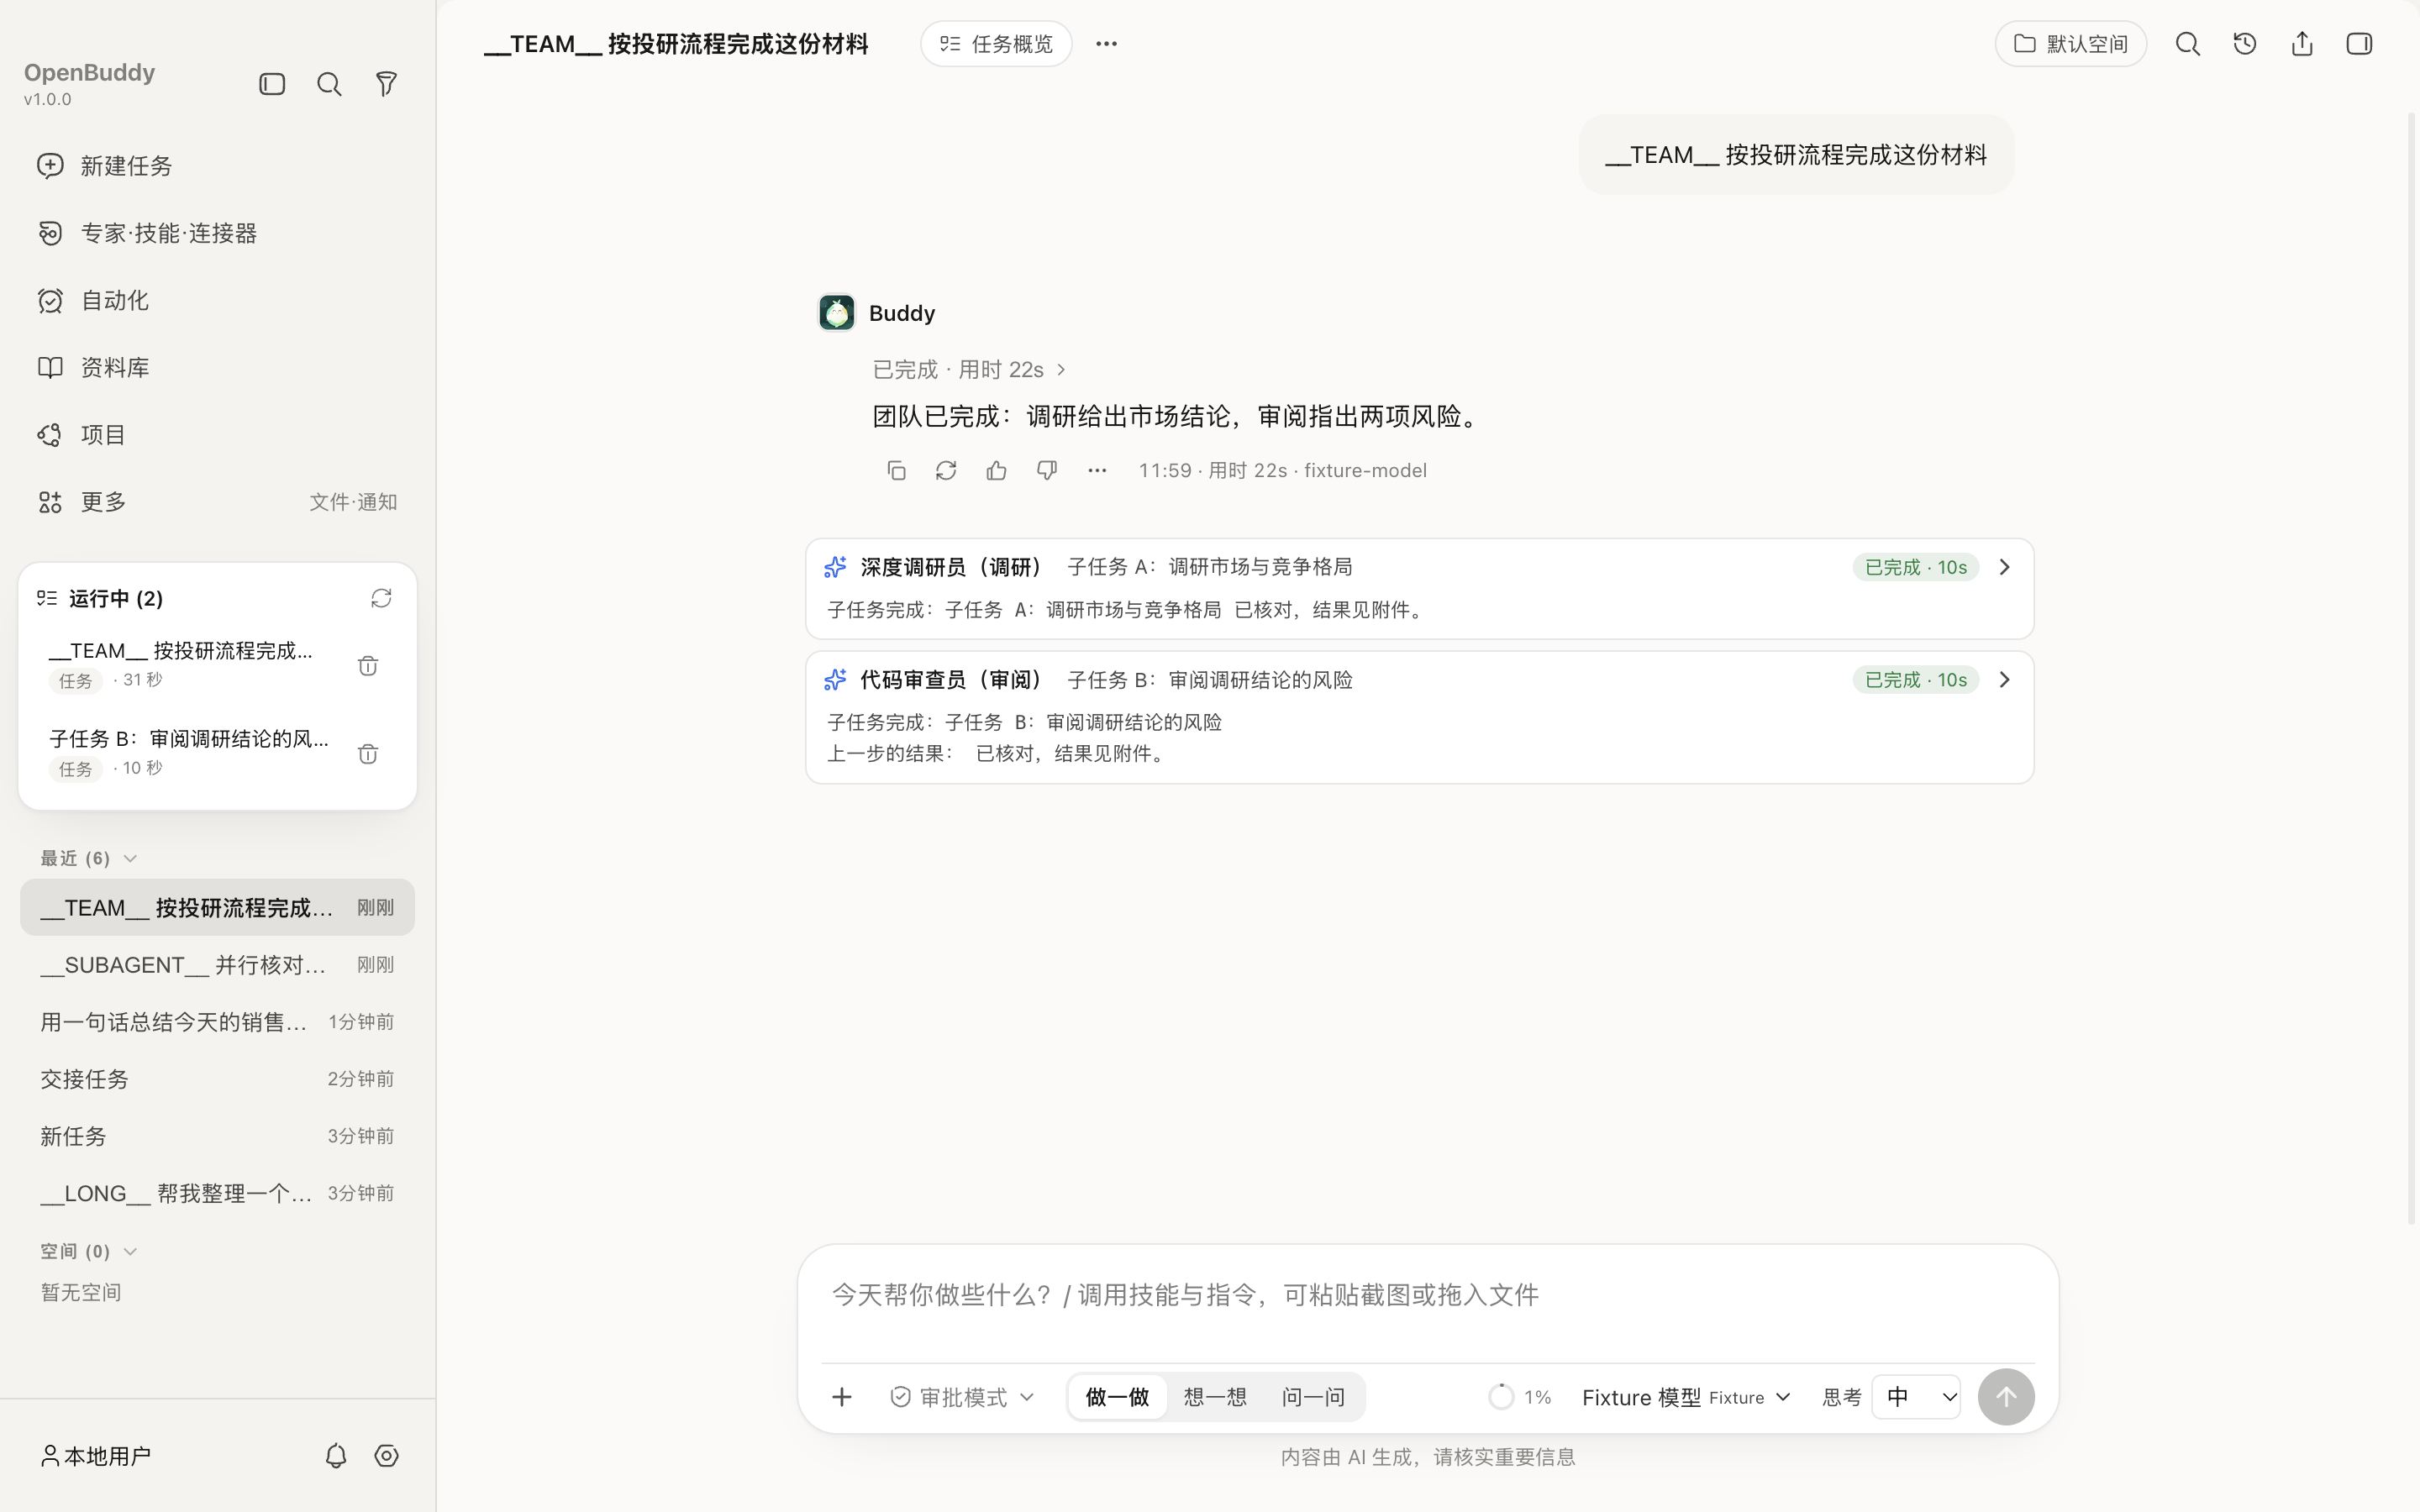 OpenBuddy
v1.0.0
新建任务
专家·技能·连接器
自动化
资料库
项目
更多
文件·通知
运行中 (2)
__TEAM__ 按投研流程完成...
任务 · 31 秒
子任务 B：审阅调研结论的风...
任务 · 10 秒
最近 (6)
__TEAM__ 按投研流程完成... 刚刚
__SUBAGENT__ 并行核对... 刚刚
用一句话总结今天的销售... 1分钟前
交接任务 2分钟前
新任务 3分钟前
__LONG__ 帮我整理一个... 3分钟前
空间 (0)
暂无空间
本地用户
__TEAM__ 按投研流程完成这份材料
任务概览
默认空间
__TEAM__ 按投研流程完成这份材料
Buddy
已完成 · 用时 22s
团队已完成：调研给出市场结论，审阅指出两项风险。
11:59 · 用时 22s · fixture-model
深度调研员（调研） 子任务 A：调研市场与竞争格局 已完成 · 10s
子任务完成：子任务 A：调研市场与竞争格局 已核对，结果见附件。
代码审查员（审阅） 子任务 B：审阅调研结论的风险 已完成 · 10s
子任务完成：子任务 B：审阅调研结论的风险
上一步的结果： 已核对，结果见附件。
今天帮你做些什么？/ 调用技能与指令，可粘贴截图或拖入文件
审批模式 做一做 想一想 问一问 1% Fixture 模型 Fixture 思考 中
内容由 AI 生成，请核实重要信息